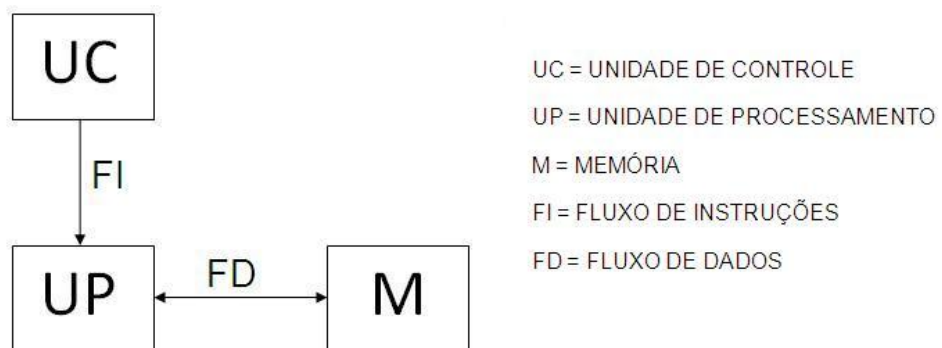 UC
FI
UP
FD
M
UC = UNIDADE DE CONTROLE
UP = UNIDADE DE PROCESSAMENTO
M = MEMÓRIA
FI = FLUXO DE INSTRUÇÕES
FD = FLUXO DE DADOS